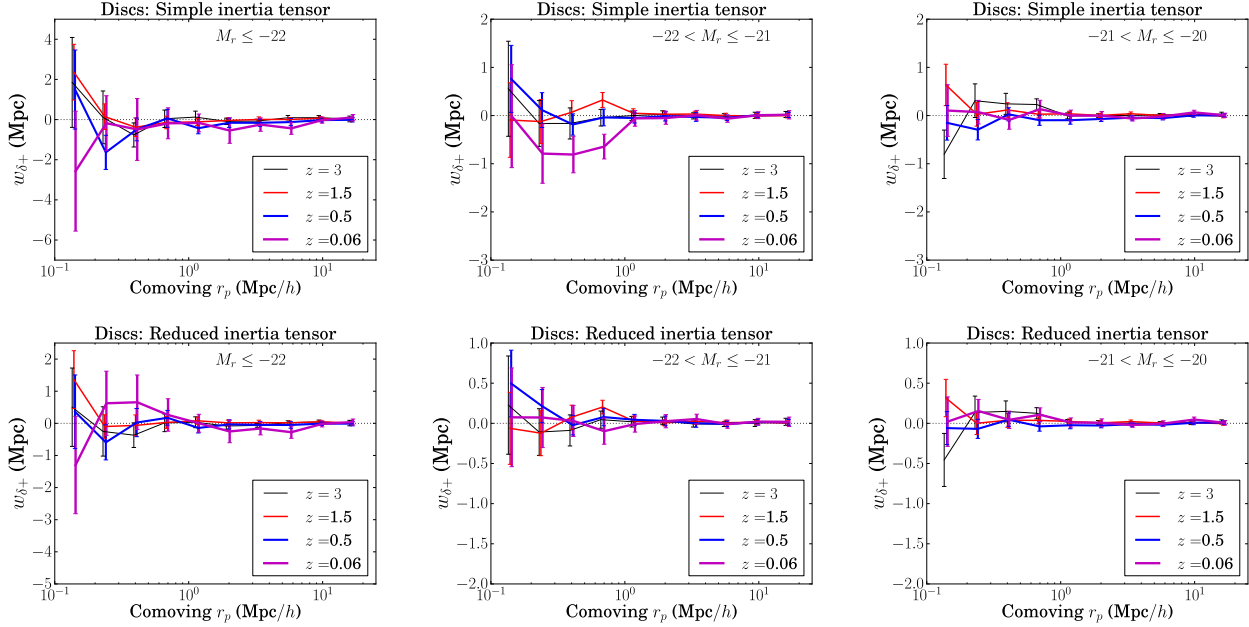 Discs: Simple inertia tensor
M_r ≤ −22
4
2
0
−2
−4
−6
w_δ+ (Mpc)
z = 3
z =1.5
z =0.5
z =0.06
10^−1
10^0
10^1
Comoving r_p (Mpc/h)
Discs: Simple inertia tensor
−22 < M_r ≤ −21
2
1
0
−1
−2
−3
w_δ+ (Mpc)
z = 3
z =1.5
z =0.5
z =0.06
10^−1
10^0
10^1
Comoving r_p (Mpc/h)
Discs: Simple inertia tensor
−21 < M_r ≤ −20
2
1
0
−1
−2
−3
w_δ+ (Mpc)
z = 3
z =1.5
z =0.5
z =0.06
10^−1
10^0
10^1
Comoving r_p (Mpc/h)
Discs: Reduced inertia tensor
M_r ≤ −22
2
1
0
−1
−2
−3
−4
−5
w_δ+ (Mpc)
z = 3
z =1.5
z =0.5
z =0.06
10^−1
10^0
10^1
Comoving r_p (Mpc/h)
Discs: Reduced inertia tensor
−22 < M_r ≤ −21
1.0
0.5
0.0
−0.5
−1.0
−1.5
−2.0
w_δ+ (Mpc)
z = 3
z =1.5
z =0.5
z =0.06
10^−1
10^0
10^1
Comoving r_p (Mpc/h)
Discs: Reduced inertia tensor
−21 < M_r ≤ −20
1.0
0.5
0.0
−0.5
−1.0
−1.5
−2.0
w_δ+ (Mpc)
z = 3
z =1.5
z =0.5
z =0.06
10^−1
10^0
10^1
Comoving r_p (Mpc/h)